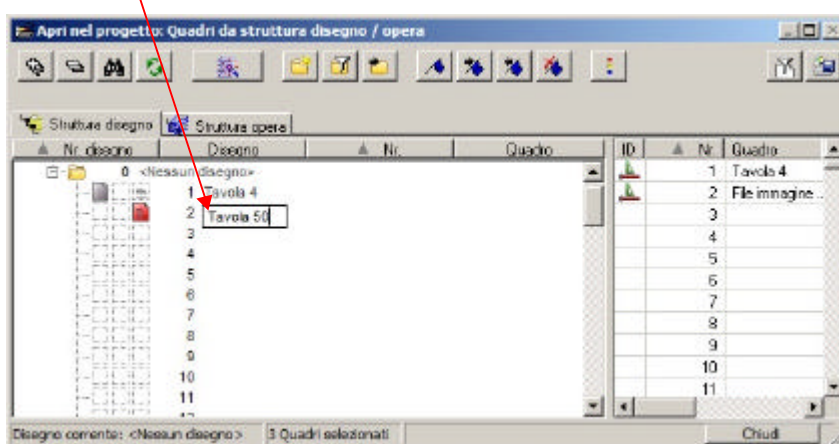 Apri nel progetto: Quadri da struttura disegno / opera
Struttura disegno Struttura opera
Nr. disegno Disegno Nr. Quadro
0 <Nessun disegno>
1 Tavola 4
2 Tavola 50
3
4
5
6
7
8
9
10
11
12
ID Nr Quadro
1 Tavola 4
2 File immagine ..
3
4
5
6
7
8
9
10
11
Disegno corrente: <Nessun disegno> 3 Quadri selezionati Chiudi